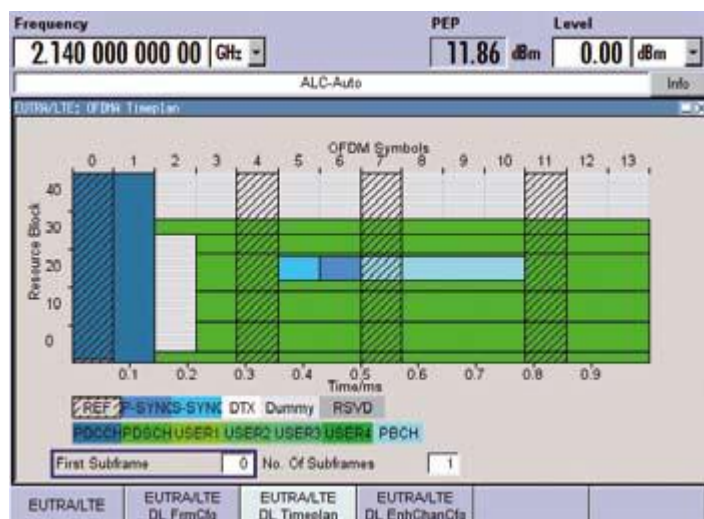 Frequency PEP Level
2.140 000 000 00 GHz 11.86 dBm 0.00 dBm
ALC-Auto Info
EUTRA/LTE: OFDMA Timeplan
OFDM Symbols
0 1 2 3 4 5 6 7 8 9 10 11 12 13
Resource Block
40
30
20
10
0
0.1 0.2 0.3 0.4 0.5 0.6 0.7 0.8 0.9
Time/ms
REF P-SYNC S-SYNC DTX Dummy RSVD
PDCCH PDSCH USER1 USER2 USER3 USER4 PBCH
First Subframe 0 No. Of Subframes 1
EUTRA/LTE EUTRA/LTE DL FrmCfg EUTRA/LTE DL Timeplan EUTRA/LTE DL EnhChanCfg